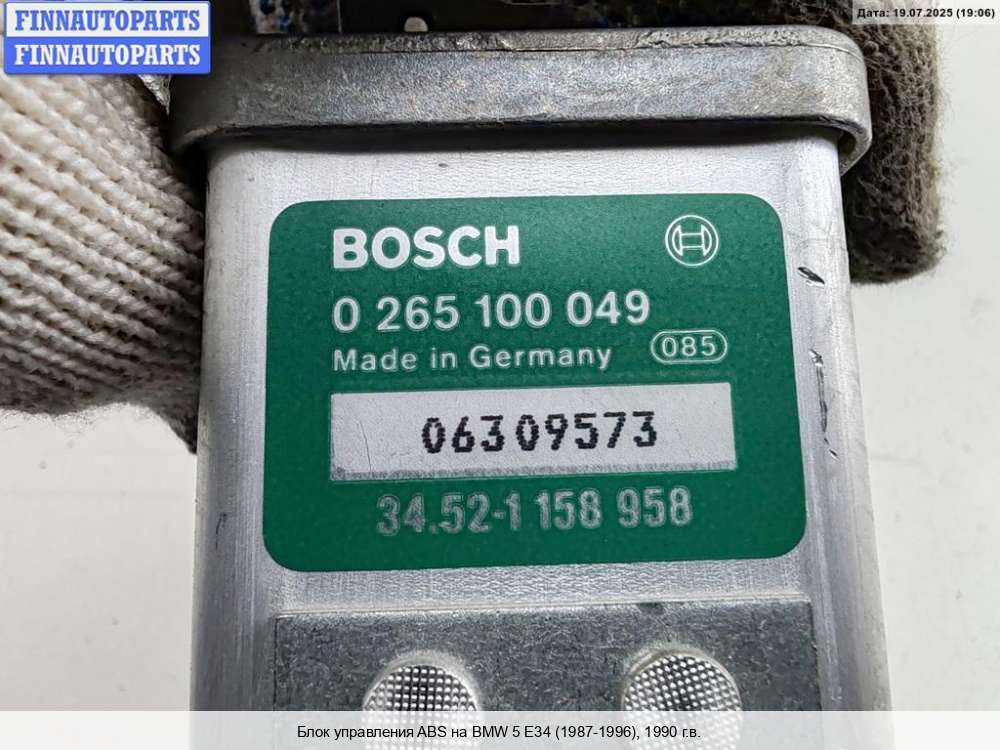 FINNAUTOPARTS
FINNAUTOPARTS
Дата: 19.07.2025 (19:06)
BOSCH
0 265 100 049
Made in Germany 085
06309573
34.52-1 158 958
Блок управления ABS на BMW 5 E34 (1987-1996), 1990 г.в.